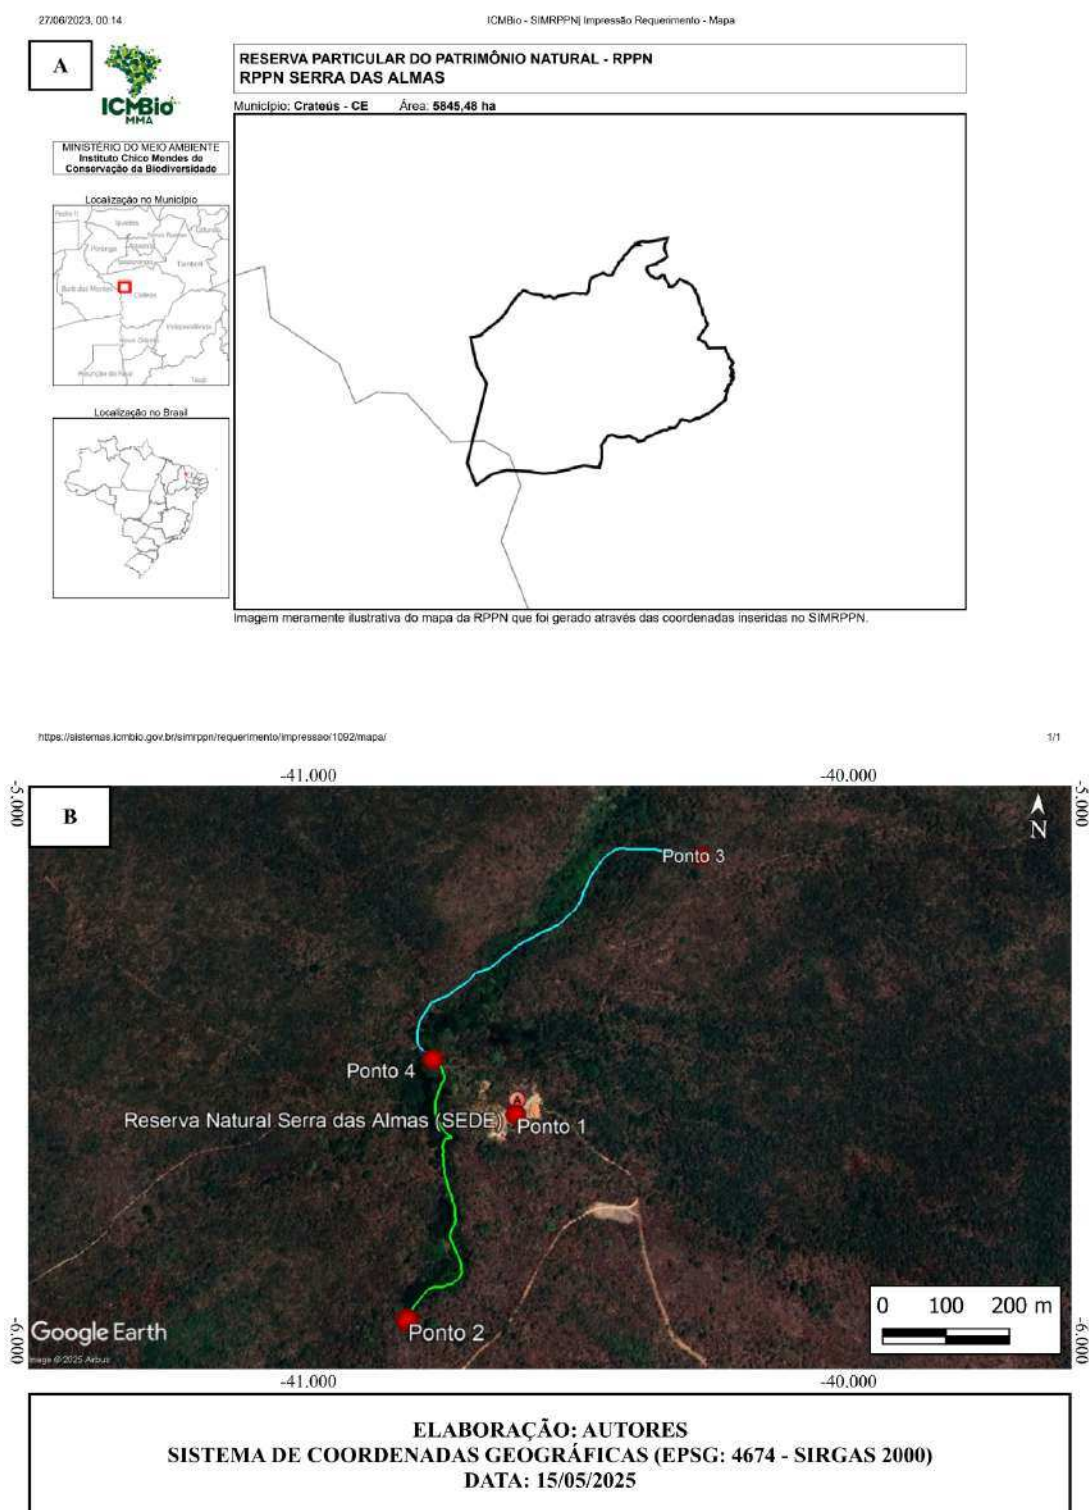 27/06/2023, 00:14
ICMBio - SIMRPPN| Impressão Requerimento - Mapa
A
ICMBio
MMA
RESERVA PARTICULAR DO PATRIMÔNIO NATURAL - RPPN
RPPN SERRA DAS ALMAS
Município: Crateús - CE Área: 5845,48 ha
MINISTÉRIO DO MEIO AMBIENTE
Instituto Chico Mendes de
Conservação da Biodiversidade
Localização no Município
Tamboril
Crateús
Independência
Localização no Brasil
Imagem meramente ilustrativa do mapa da RPPN que foi gerado através das coordenadas inseridas no SIMRPPN.
https://sistemas.icmbio.gov.br/simrppn/requerimento/impressao/1092/mapa/
1/1
-41.000
-40.000
-5.000
-5.000
B
N
Ponto 3
Ponto 4
A
Reserva Natural Serra das Almas (SEDE)
Ponto 1
0 100 200 m
Ponto 2
Google Earth
Image © 2025 Airbus
-6.000
-6.000
-41.000
-40.000
ELABORAÇÃO: AUTORES
SISTEMA DE COORDENADAS GEOGRÁFICAS (EPSG: 4674 - SIRGAS 2000)
DATA: 15/05/2025